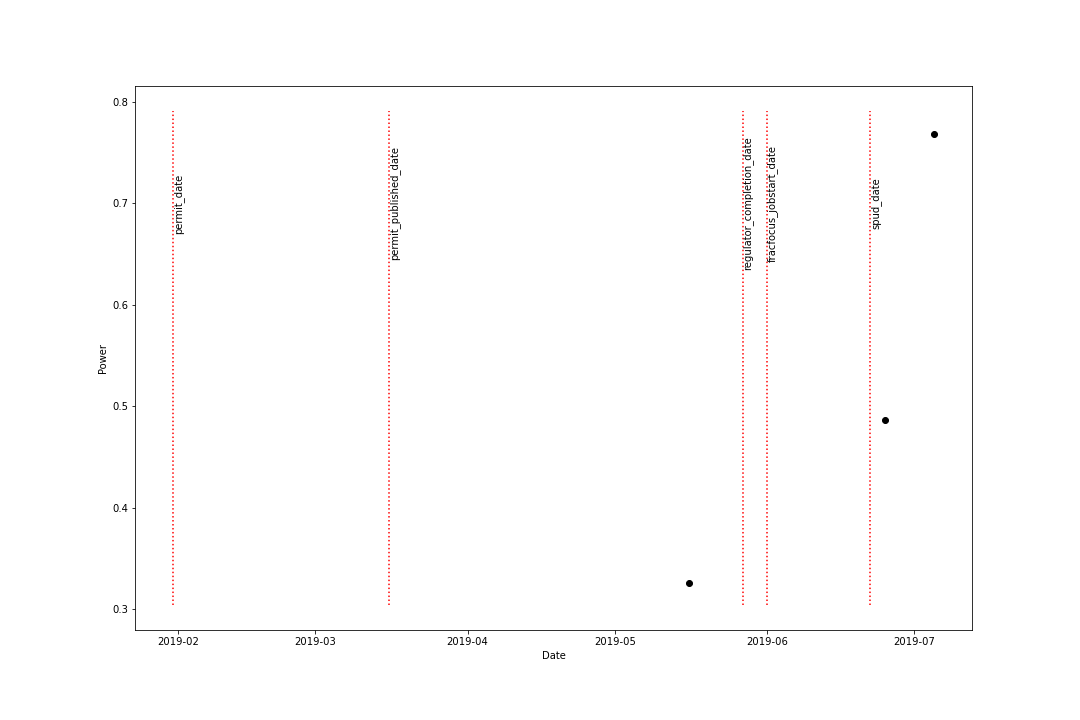 0.8
0.7
0.6
0.5
0.4
0.3
Power
permit_date
permit_published_date
regulator_completion_date
fracfocus_jobstart_date
spud_date
2019-02
2019-03
2019-04
2019-05
2019-06
2019-07
Date